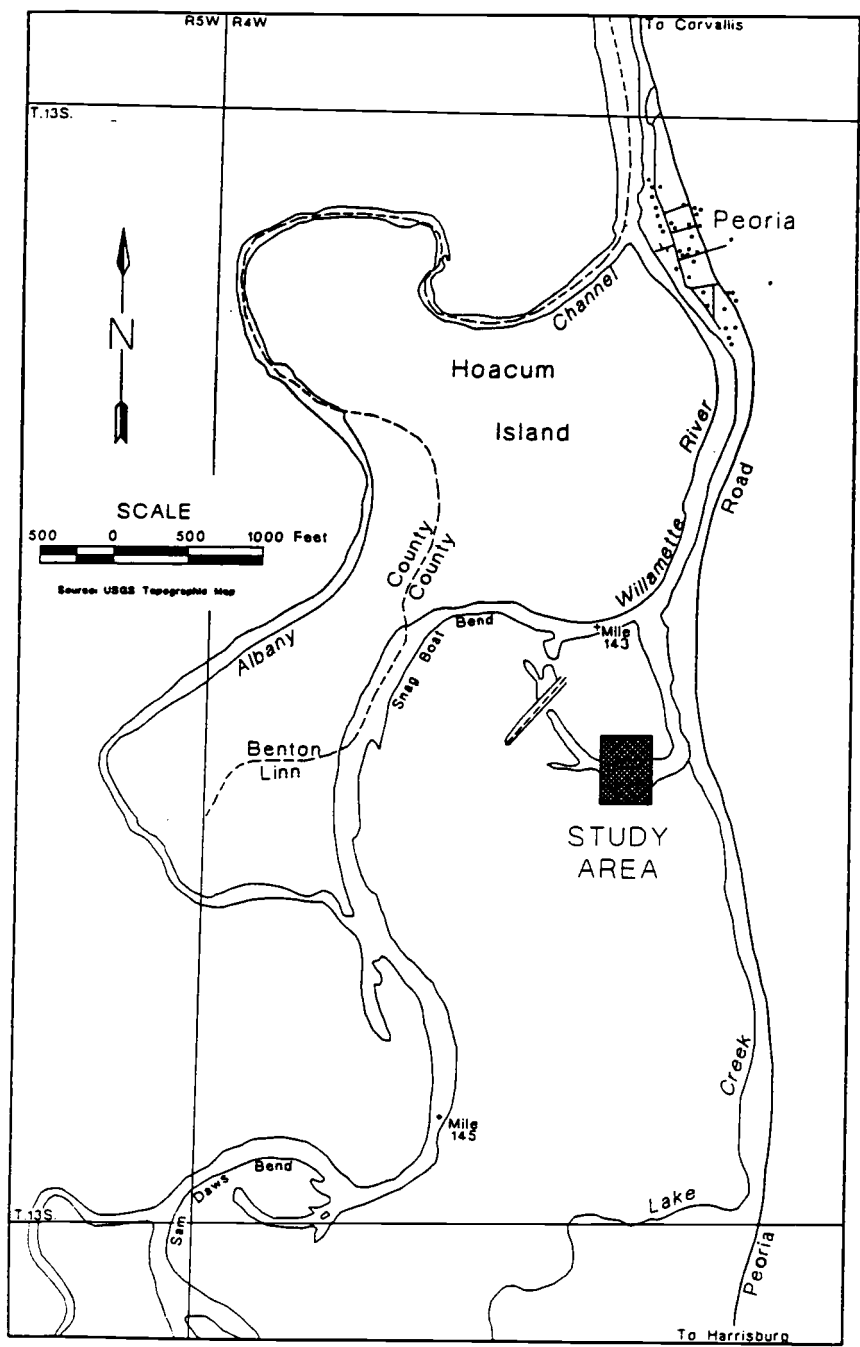 R5W R4W
To Corvallis
T.13S.
Peoria
N
Channel
Hoacum
Island
River
Road
SCALE
500 0 500 1000 Feet
Source: USGS Topographic Map
County
County
Willamette
Albany
Snag Boat Bend
Mile
143
Benton
Linn
STUDY
AREA
Creek
Mile
145
Sam Daws Bend
Lake
T.13S.
Peoria
To Harrisburg